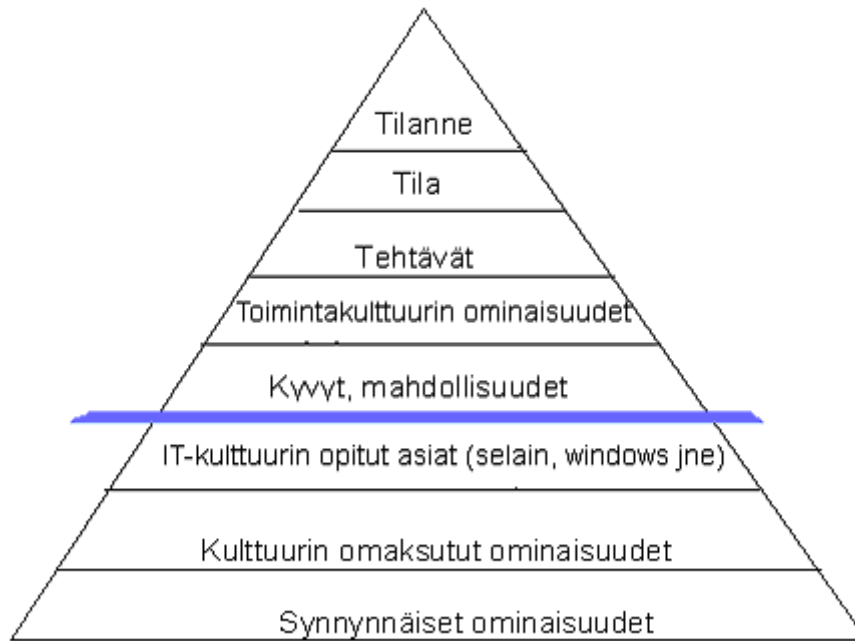 Tilanne
Tila
Tehtävät
Toimintakulttuurin ominaisuudet
Kyvyt, mahdollisuudet
IT-kulttuurin opitut asiat (selain, windows jne)
Kulttuurin omaksutut ominaisuudet
Synnynnäiset ominaisuudet